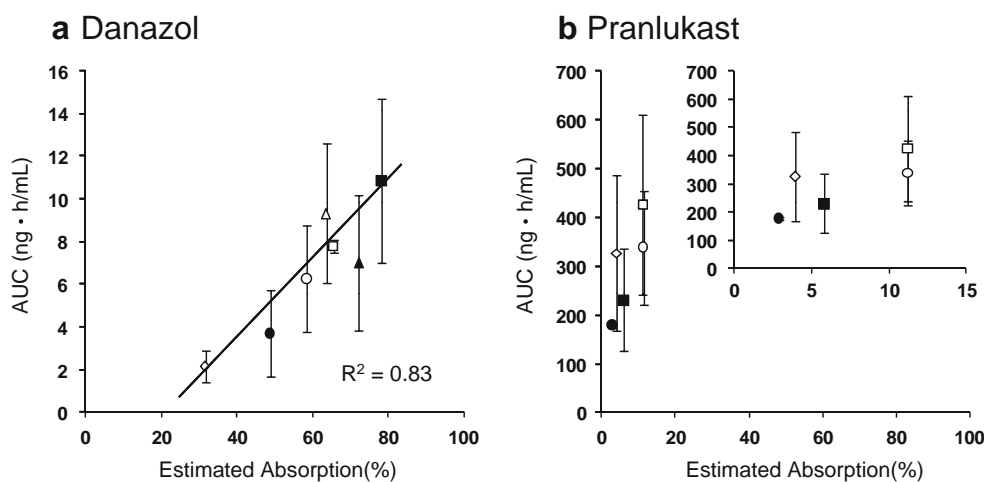 a Danazol
16
14
12
10
8
6
4
2
0
AUC (ng · h/mL)
R² = 0.83
0 20 40 60 80 100
Estimated Absorption(%)
b Pranlukast
700
600
500
400
300
200
100
0
AUC (ng · h/mL)
0 20 40 60 80 100
Estimated Absorption(%)
700
600
500
400
300
200
100
0
0 5 10 15